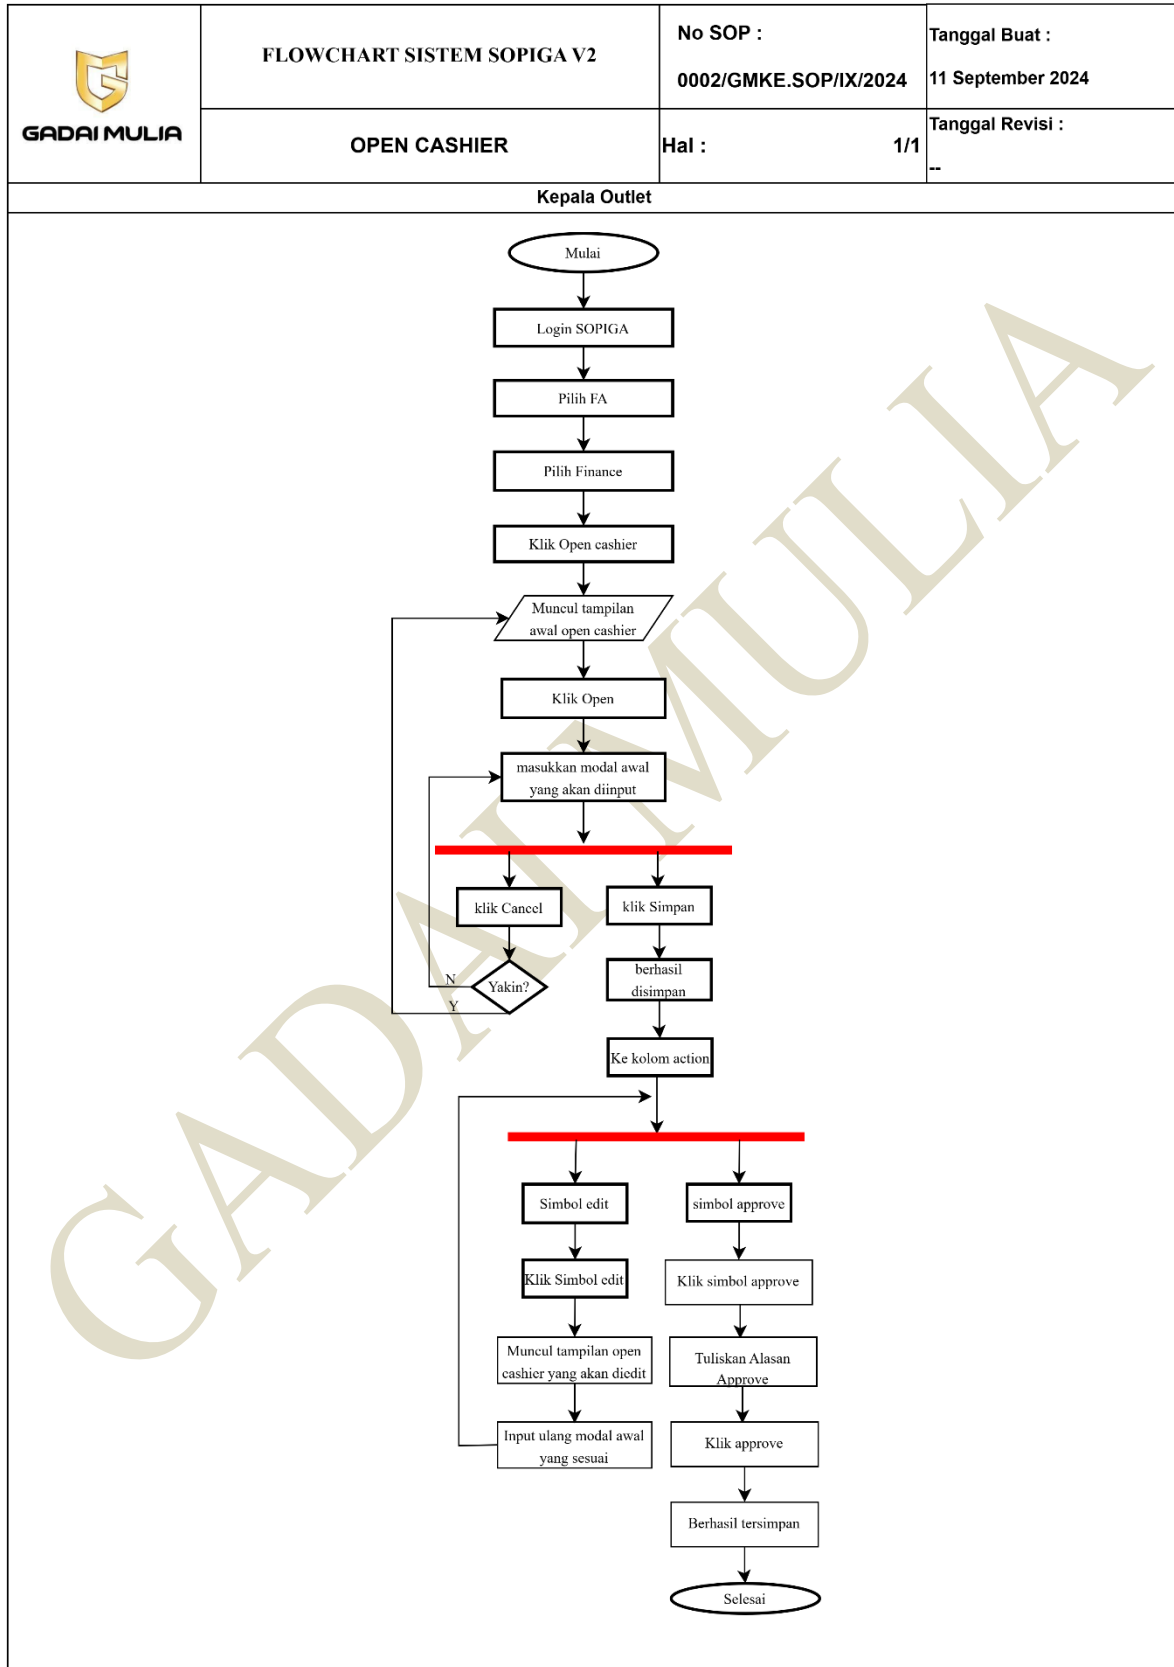 GADAI MULIA
FLOWCHART SISTEM SOPIGA V2
No SOP :
0002/GMKE.SOP/IX/2024
Tanggal Buat :
11 September 2024
OPEN CASHIER
Hal : 1/1
Tanggal Revisi :
--
Kepala Outlet
Mulai
Login SOPIGA
Pilih FA
Pilih Finance
Klik Open cashier
Muncul tampilan
awal open cashier
Klik Open
masukkan modal awal
yang akan diinput
klik Cancel
klik Simpan
Yakin?
N
Y
berhasil
disimpan
Ke kolom action
Simbol edit
simbol approve
Klik Simbol edit
Klik simbol approve
Muncul tampilan open
cashier yang akan diedit
Tuliskan Alasan
Approve
Input ulang modal awal
yang sesuai
Klik approve
Berhasil tersimpan
Selesai
GADAI MULIA